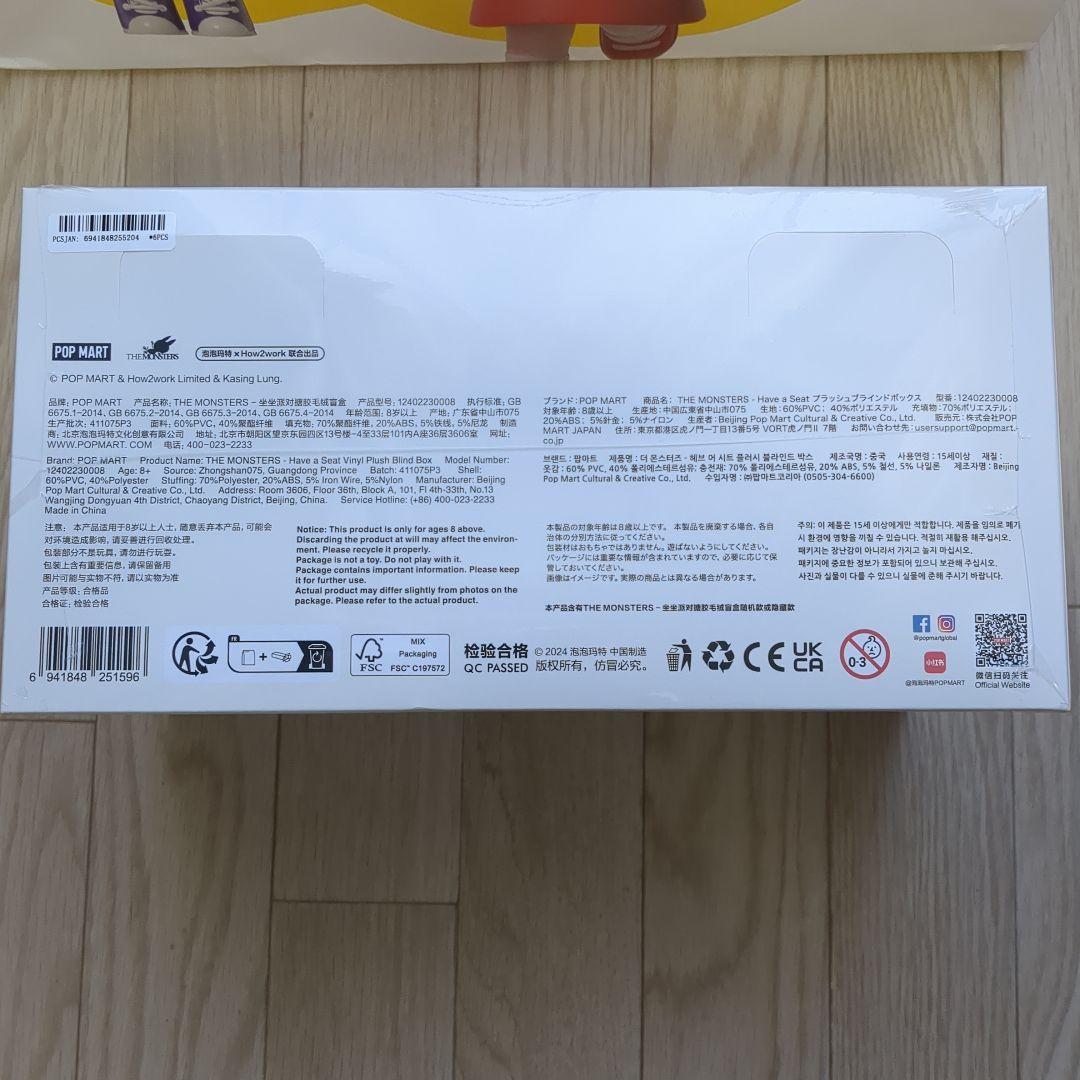 PCSJAN: 6941848255204 *6PCS
POP MART
THEMONSTERS
泡泡玛特×How2work 联合出品
© POP MART & How2work Limited & Kasing Lung.
品牌: POP MART 产品名称: THE MONSTERS – 坐坐派对搪胶毛绒盲盒 产品型号: 12402230008 执行标准: GB
6675.1–2014、GB 6675.2–2014、GB 6675.3–2014、GB 6675.4–2014 年龄范围: 8岁以上 产地: 广东省中山市075
生产批次: 411075P3 面料: 60%PVC, 40%聚酯纤维 填充物: 70%聚酯纤维, 20%ABS, 5%铁线, 5%尼龙 制造
商: 北京泡泡玛特文化创意有限公司 地址: 北京市朝阳区望京东园四区13号楼-4至33层101内A座36层3606室 网址:
WWW.POPMART.COM 电话: 400-023-2233
Brand: POP MART Product Name: THE MONSTERS - Have a Seat Vinyl Plush Blind Box Model Number:
12402230008 Age: 8+ Source: Zhongshan075, Guangdong Province Batch: 411075P3 Shell:
60%PVC, 40%Polyester Stuffing: 70%Polyester, 20%ABS, 5% Iron Wire, 5%Nylon Manufacturer: Beijing
Pop Mart Cultural & Creative Co., Ltd. Address: Room 3606, Floor 36th, Block A, 101, Fl 4th-33th, No.13
Wangjing Dongyuan 4th District, Chaoyang District, Beijing, China. Service Hotline: (+86) 400-023-2233
Made in China
ブランド: POP MART 商品名: THE MONSTERS - Have a Seat プラッシュブラインドボックス 型番: 12402230008
対象年齢: 8歳以上 生産地: 中国広東省中山市075 生地: 60%PVC; 40%ポリエステル 充填物: 70%ポリエステル;
20%ABS; 5%針金; 5%ナイロン 生産者: Beijing Pop Mart Cultural & Creative Co., Ltd. 販売元: 株式会社POP
MART JAPAN 住所: 東京都港区虎ノ門一丁目13番5号 VORT虎ノ門Ⅱ 7階 お問い合わせ先: usersupport@popmart.-
co.jp
브랜드: 팝마트 제품명: 더 몬스터즈 - 헤브 어 시트 플러시 블라인드 박스 제조국명: 중국 사용연령: 15세이상 재질:
옷감: 60% PVC, 40% 폴리에스테르섬유; 충전재: 70% 폴리에스테르섬유, 20% ABS, 5% 철선, 5% 나일론 제조자명: Beijing
Pop Mart Cultural & Creative Co., Ltd. 수입자명: ㈜팝마트코리아 (0505-304-6600)
注意: 本产品适用于8岁以上人士, 随意丢弃本产品, 可能会
对环境造成影响, 请妥善进行回收处理。
包装部分不是玩具, 请勿进行玩耍。
包装上含有重要信息, 请保留备用
图片可能与实物不符, 请以实物为准
产品等级: 合格品
合格证: 检验合格
Notice: This product is only for ages 8 above.
Discarding the product at will may affect the environ-
ment. Please recycle it properly.
Package is not a toy. Do not play with it.
Package contains important information. Please keep
it for further use.
Actual product may differ slightly from photos on the
package. Please refer to the actual product.
本製品の対象年齢は8歳以上です。 本製品を廃棄する場合、各自
治体の分別方法に従ってください。
包装材はおもちゃではありません。遊ばないようにしてください。
パッケージには重要な情報が含まれていますので、必要に応じて保
管しておいてください。
画像はイメージです。実際の商品とは異なる場合があります。
주의: 이 제품은 15세 이상에게만 적합합니다. 제품을 임의로 폐기
시 환경에 영향을 끼칠 수 있습니다. 적절히 재활용 해주십시오.
패키지는 장난감이 아니라서 가지고 놀지 마십시오.
패키지에 중요한 정보가 포함되어 있으니 보관해 주십시오.
사진과 실물이 다를 수 있으니 실물에 준해 주시기 바랍니다.
本产品含有THE MONSTERS – 坐坐派对搪胶毛绒盲盒随机款或隐藏款
6 941848 251596
FR
FSC
MIX
Packaging
FSC™ C197572
检验合格
QC PASSED
© 2024 泡泡玛特 中国制造
版权所有, 仿冒必究。
CE
UK
CA
0-3
@popmartglobal
小红书
@泡泡玛特POPMART
POP MART
微信扫码关注
Official Website